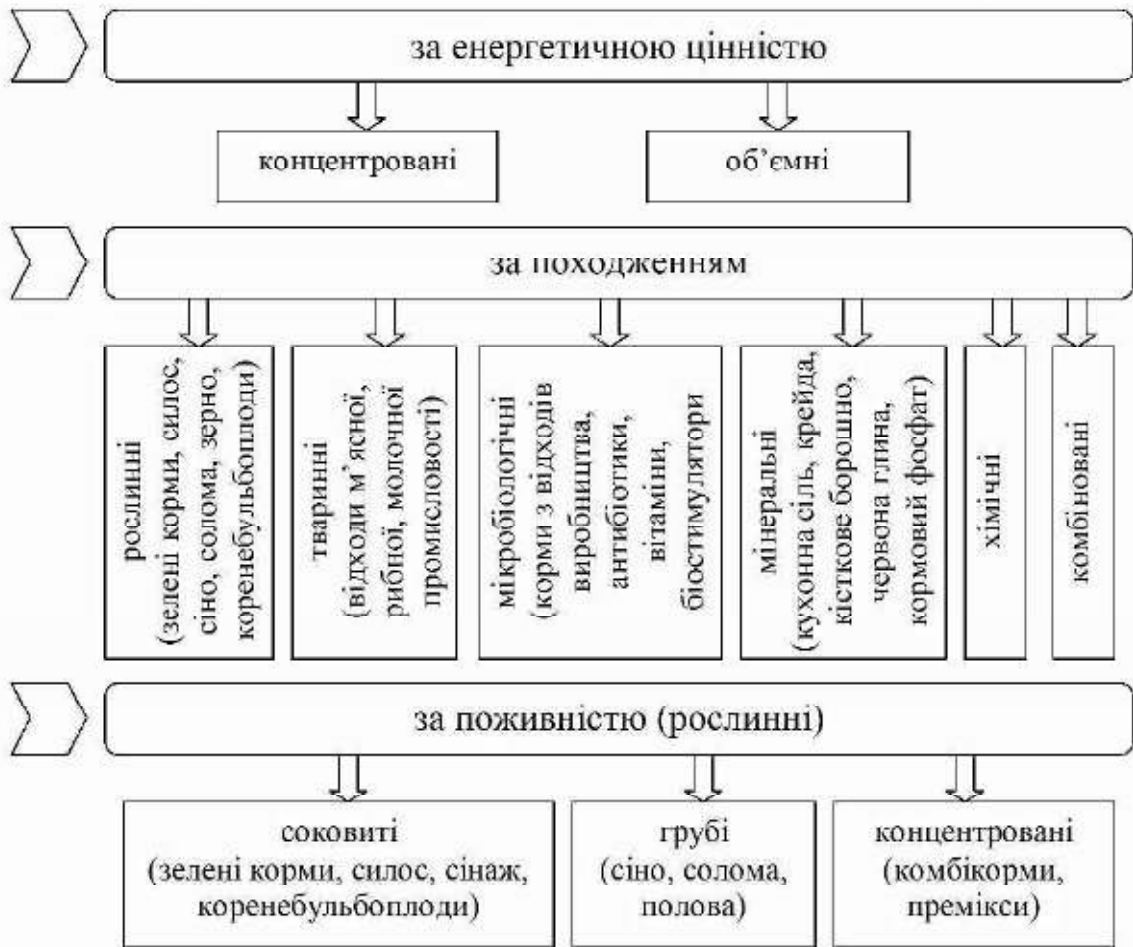 за енергетичною цінністю
концентровані
об’ємні
за походженням
рослинні
(зелені корми, силос,
сіно, солома, зерно,
коренебульбоплоди)
тваринні
(відходи м’ясної,
рибної, молочної
промисловості)
мікробіологічні
(корми з відходів
виробництва,
антибіотики,
вітаміни,
біостимулятори
мінеральні
(кухонна сіль, крейда,
кісткове борошно,
червона глина,
кормовий фосфат)
хімічні
комбіновані
за поживністю (рослинні)
соковиті
(зелені корми, силос, сінаж,
коренебульбоплоди)
грубі
(сіно, солома,
полова)
концентровані
(комбікорми,
премікси)